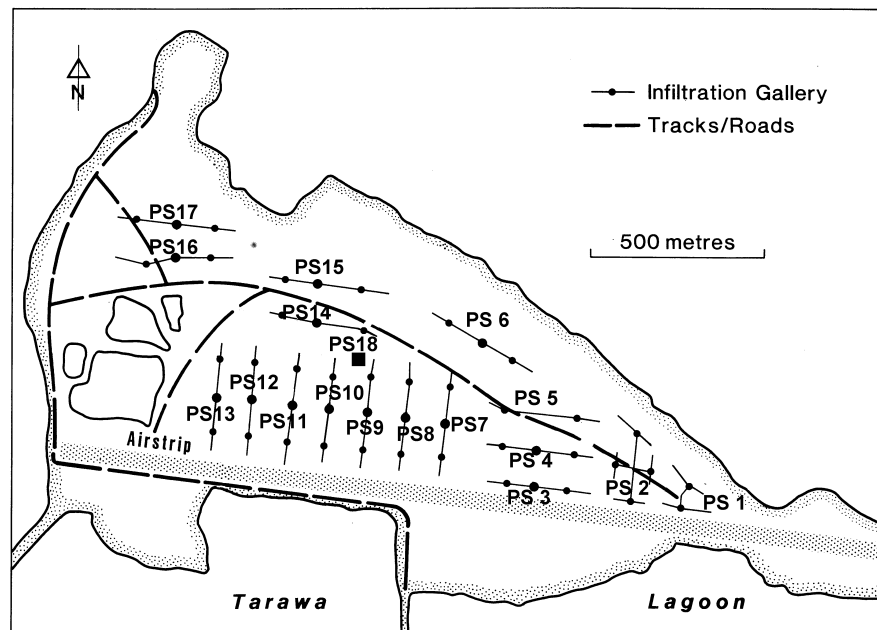 N
Infiltration Gallery
Tracks/Roads
500 metres
PS17
PS16
PS15
PS14
PS 6
PS18
PS12
PS10
PS 5
PS13
PS11
PS9
PS8
PS7
Airstrip
PS 4
PS 3
PS 2
PS 1
Tarawa
Lagoon